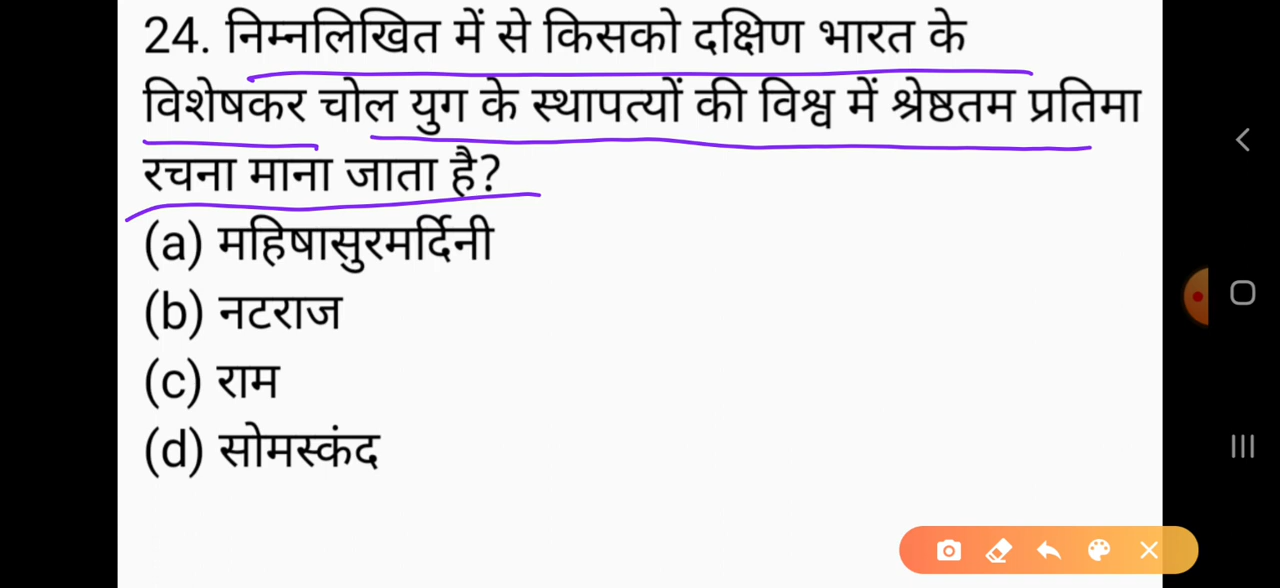 24. निम्नलिखित में से किसको दक्षिण भारत के
विशेषकर चोल युग के स्थापत्यों की विश्व में श्रेष्ठतम प्रतिमा
रचना माना जाता है?
(a) महिषासुरमर्दिनी
(b) नटराज
(c) राम
(d) सोमस्कंद